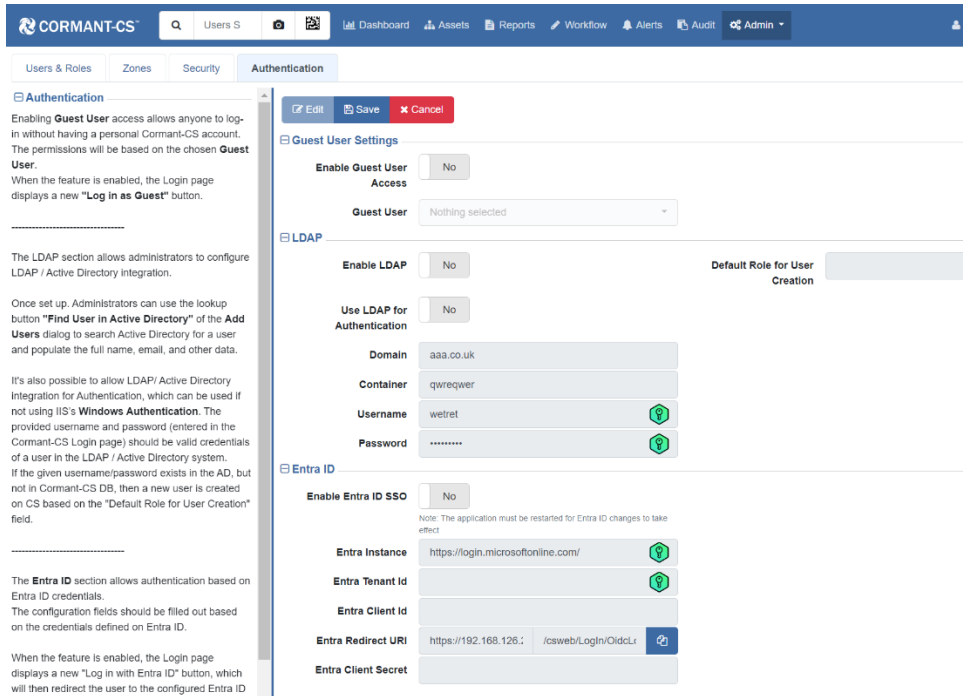 CORMANT-CS™
Users S
Dashboard
Assets
Reports
Workflow
Alerts
Audit
Admin
Users & Roles
Zones
Security
Authentication
Authentication
Enabling Guest User access allows anyone to log-
in without having a personal Cormant-CS account.
The permissions will be based on the chosen Guest
User.
When the feature is enabled, the Login page
displays a new "Log in as Guest" button.
----------------------------------
The LDAP section allows administrators to configure
LDAP / Active Directory integration.
Once set up. Administrators can use the lookup
button "Find User in Active Directory" of the Add
Users dialog to search Active Directory for a user
and populate the full name, email, and other data.
It's also possible to allow LDAP/ Active Directory
integration for Authentication, which can be used if
not using IIS's Windows Authentication. The
provided username and password (entered in the
Cormant-CS Login page) should be valid credentials
of a user in the LDAP / Active Directory system.
If the given username/password exists in the AD, but
not in Cormant-CS DB, then a new user is created
on CS based on the "Default Role for User Creation"
field.
----------------------------------
The Entra ID section allows authentication based on
Entra ID credentials.
The configuration fields should be filled out based
on the credentials defined on Entra ID.
When the feature is enabled, the Login page
displays a new "Log in with Entra ID" button, which
will then redirect the user to the configured Entra ID
Edit
Save
Cancel
Guest User Settings
Enable Guest User
Access
No
Guest User
Nothing selected
LDAP
Enable LDAP
No
Default Role for User
Creation
Use LDAP for
Authentication
No
Domain
aaa.co.uk
Container
qwreqwer
Username
wetret
Password
•••••••••
Entra ID
Enable Entra ID SSO
No
Note: The application must be restarted for Entra ID changes to take
effect
Entra Instance
https://login.microsoftonline.com/
Entra Tenant Id
Entra Client Id
Entra Redirect URI
https://192.168.126.2
/csweb/LogIn/OidcLo
Entra Client Secret